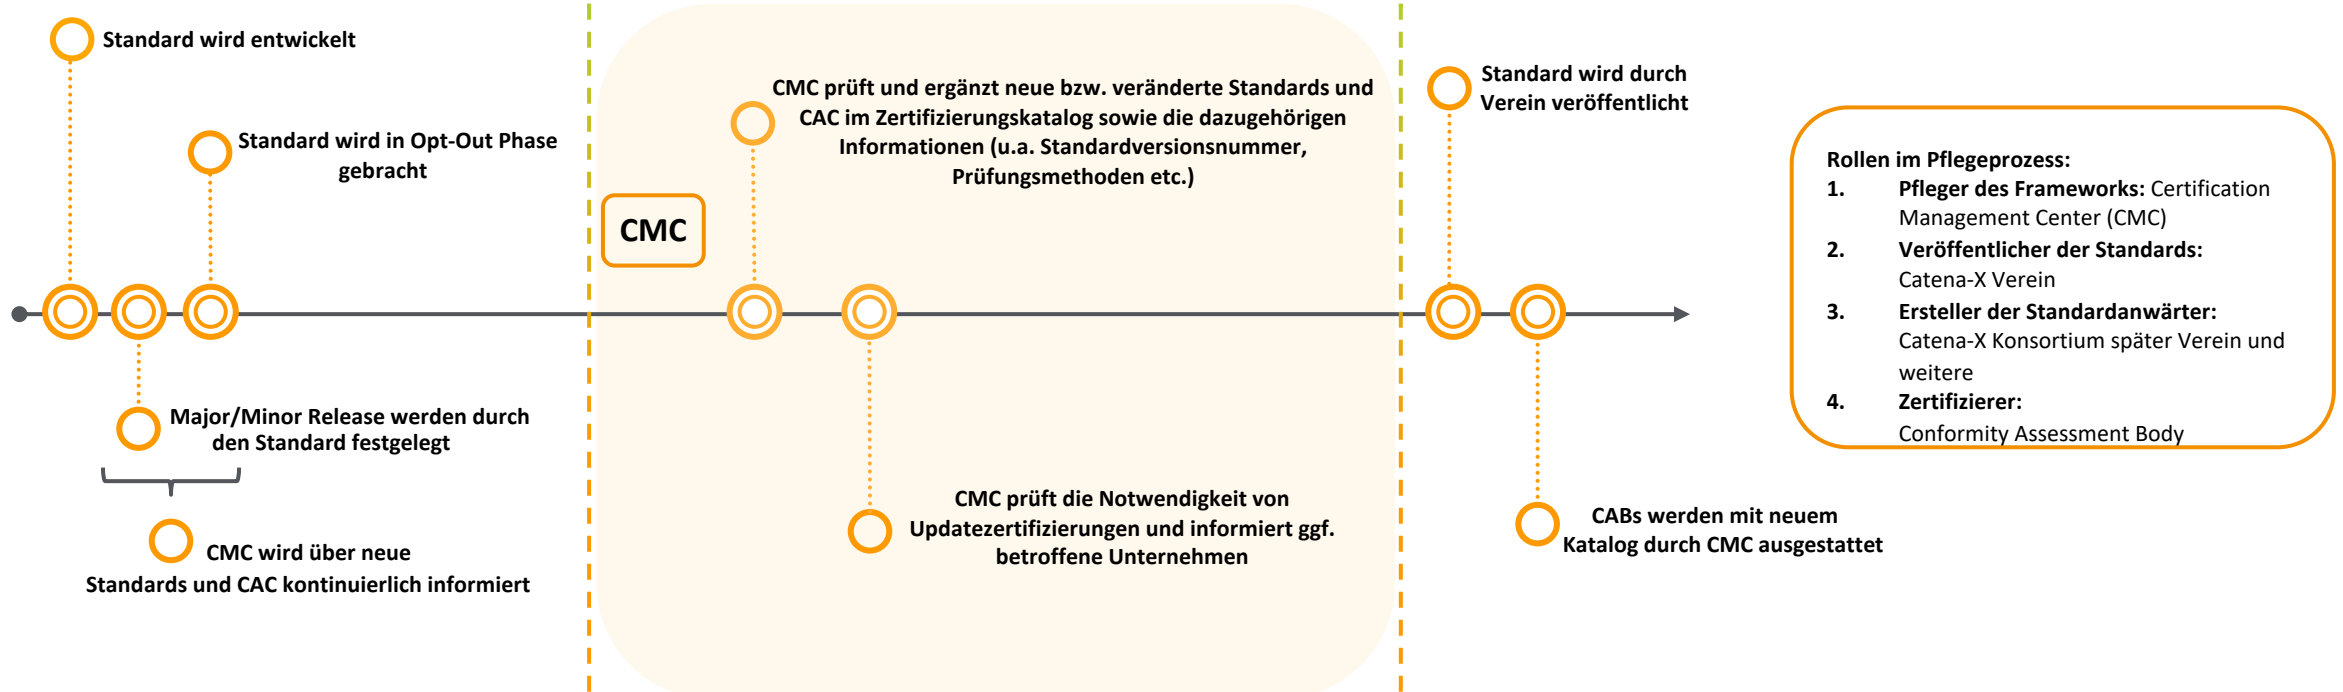 Standard wird entwickelt
Standard wird in Opt-Out Phase
gebracht
Major/Minor Release werden durch
den Standard festgelegt
CMC wird über neue
Standards und CAC kontinuierlich informiert
CMC
CMC prüft und ergänzt neue bzw. veränderte Standards und
CAC im Zertifizierungskatalog sowie die dazugehörigen
Informationen (u.a. Standardversionsnummer,
Prüfungsmethoden etc.)
CMC prüft die Notwendigkeit von
Updatezertifizierungen und informiert ggf.
betroffene Unternehmen
Standard wird durch
Verein veröffentlicht
CABs werden mit neuem
Katalog durch CMC ausgestattet
Rollen im Pflegeprozess:
1. Pfleger des Frameworks: Certification
Management Center (CMC)
2. Veröffentlicher der Standards:
Catena-X Verein
3. Ersteller der Standardanwärter:
Catena-X Konsortium später Verein und
weitere
4. Zertifizierer:
Conformity Assessment Body